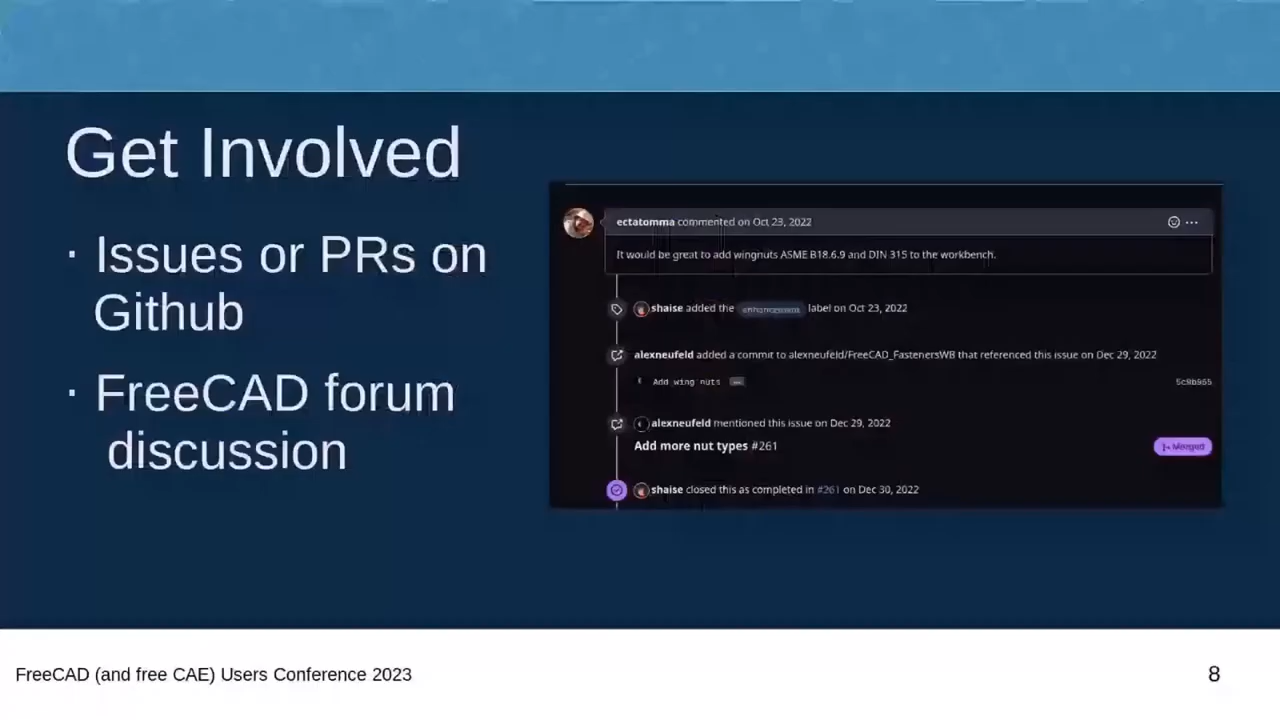 Get Involved
· Issues or PRs on
Github
· FreeCAD forum
discussion
ectatomma commented on Oct 23, 2022
It would be great to add wingnuts ASME B18.6.9 and DIN 315 to the workbench.
shaise added the enhancement label on Oct 23, 2022
alexneufeld added a commit to alexneufeld/FreeCAD_FastenersWB that referenced this issue on Dec 29, 2022
Add wing nuts ...
5c9b965
alexneufeld mentioned this issue on Dec 29, 2022
Add more nut types #261
Merged
shaise closed this as completed in #261 on Dec 30, 2022
FreeCAD (and free CAE) Users Conference 2023
8